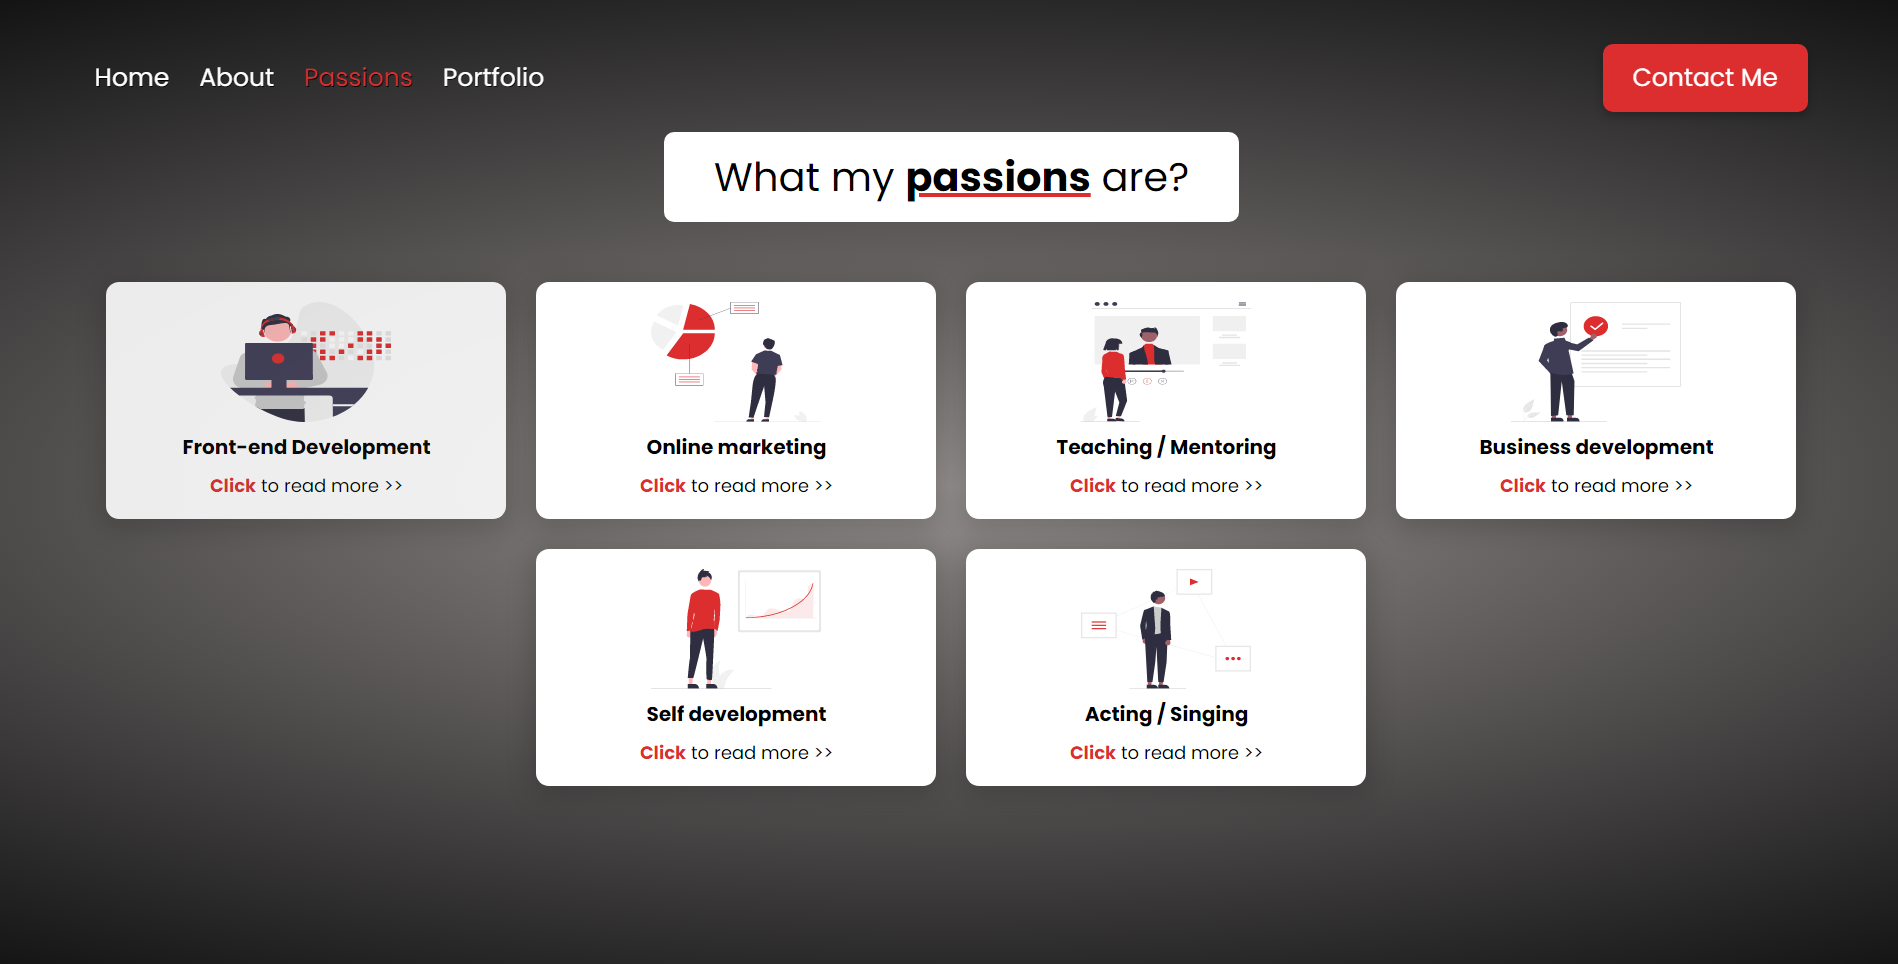 Home About Passions Portfolio
Contact Me
What my passions are?
Front-end Development
Click to read more >>
Online marketing
Click to read more >>
Teaching / Mentoring
Click to read more >>
Business development
Click to read more >>
Self development
Click to read more >>
Acting / Singing
Click to read more >>